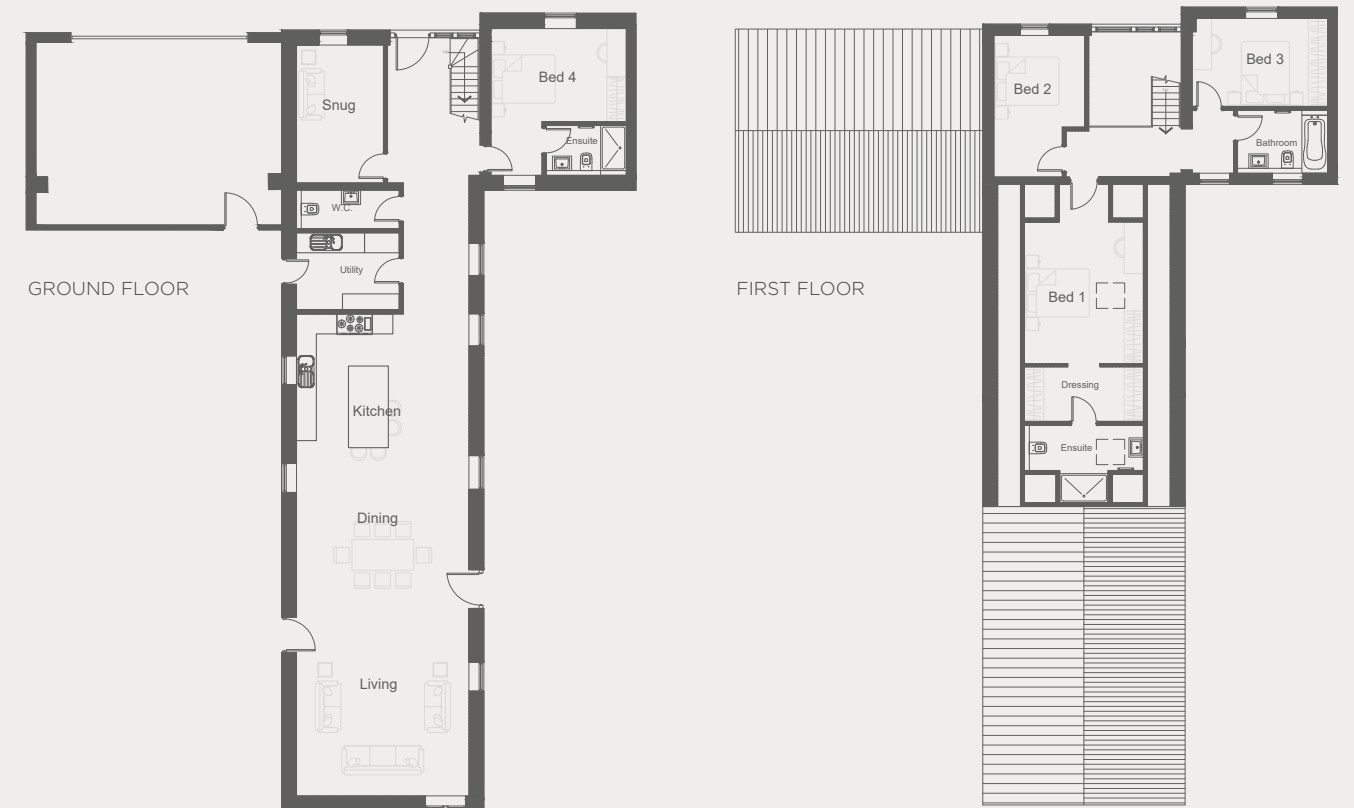 Snug
Bed 4
Ensuite
W.C.
Utility
GROUND FLOOR
Kitchen
Dining
Living
Bed 2
Bed 3
Bathroom
FIRST FLOOR
Bed 1
Dressing
Ensuite